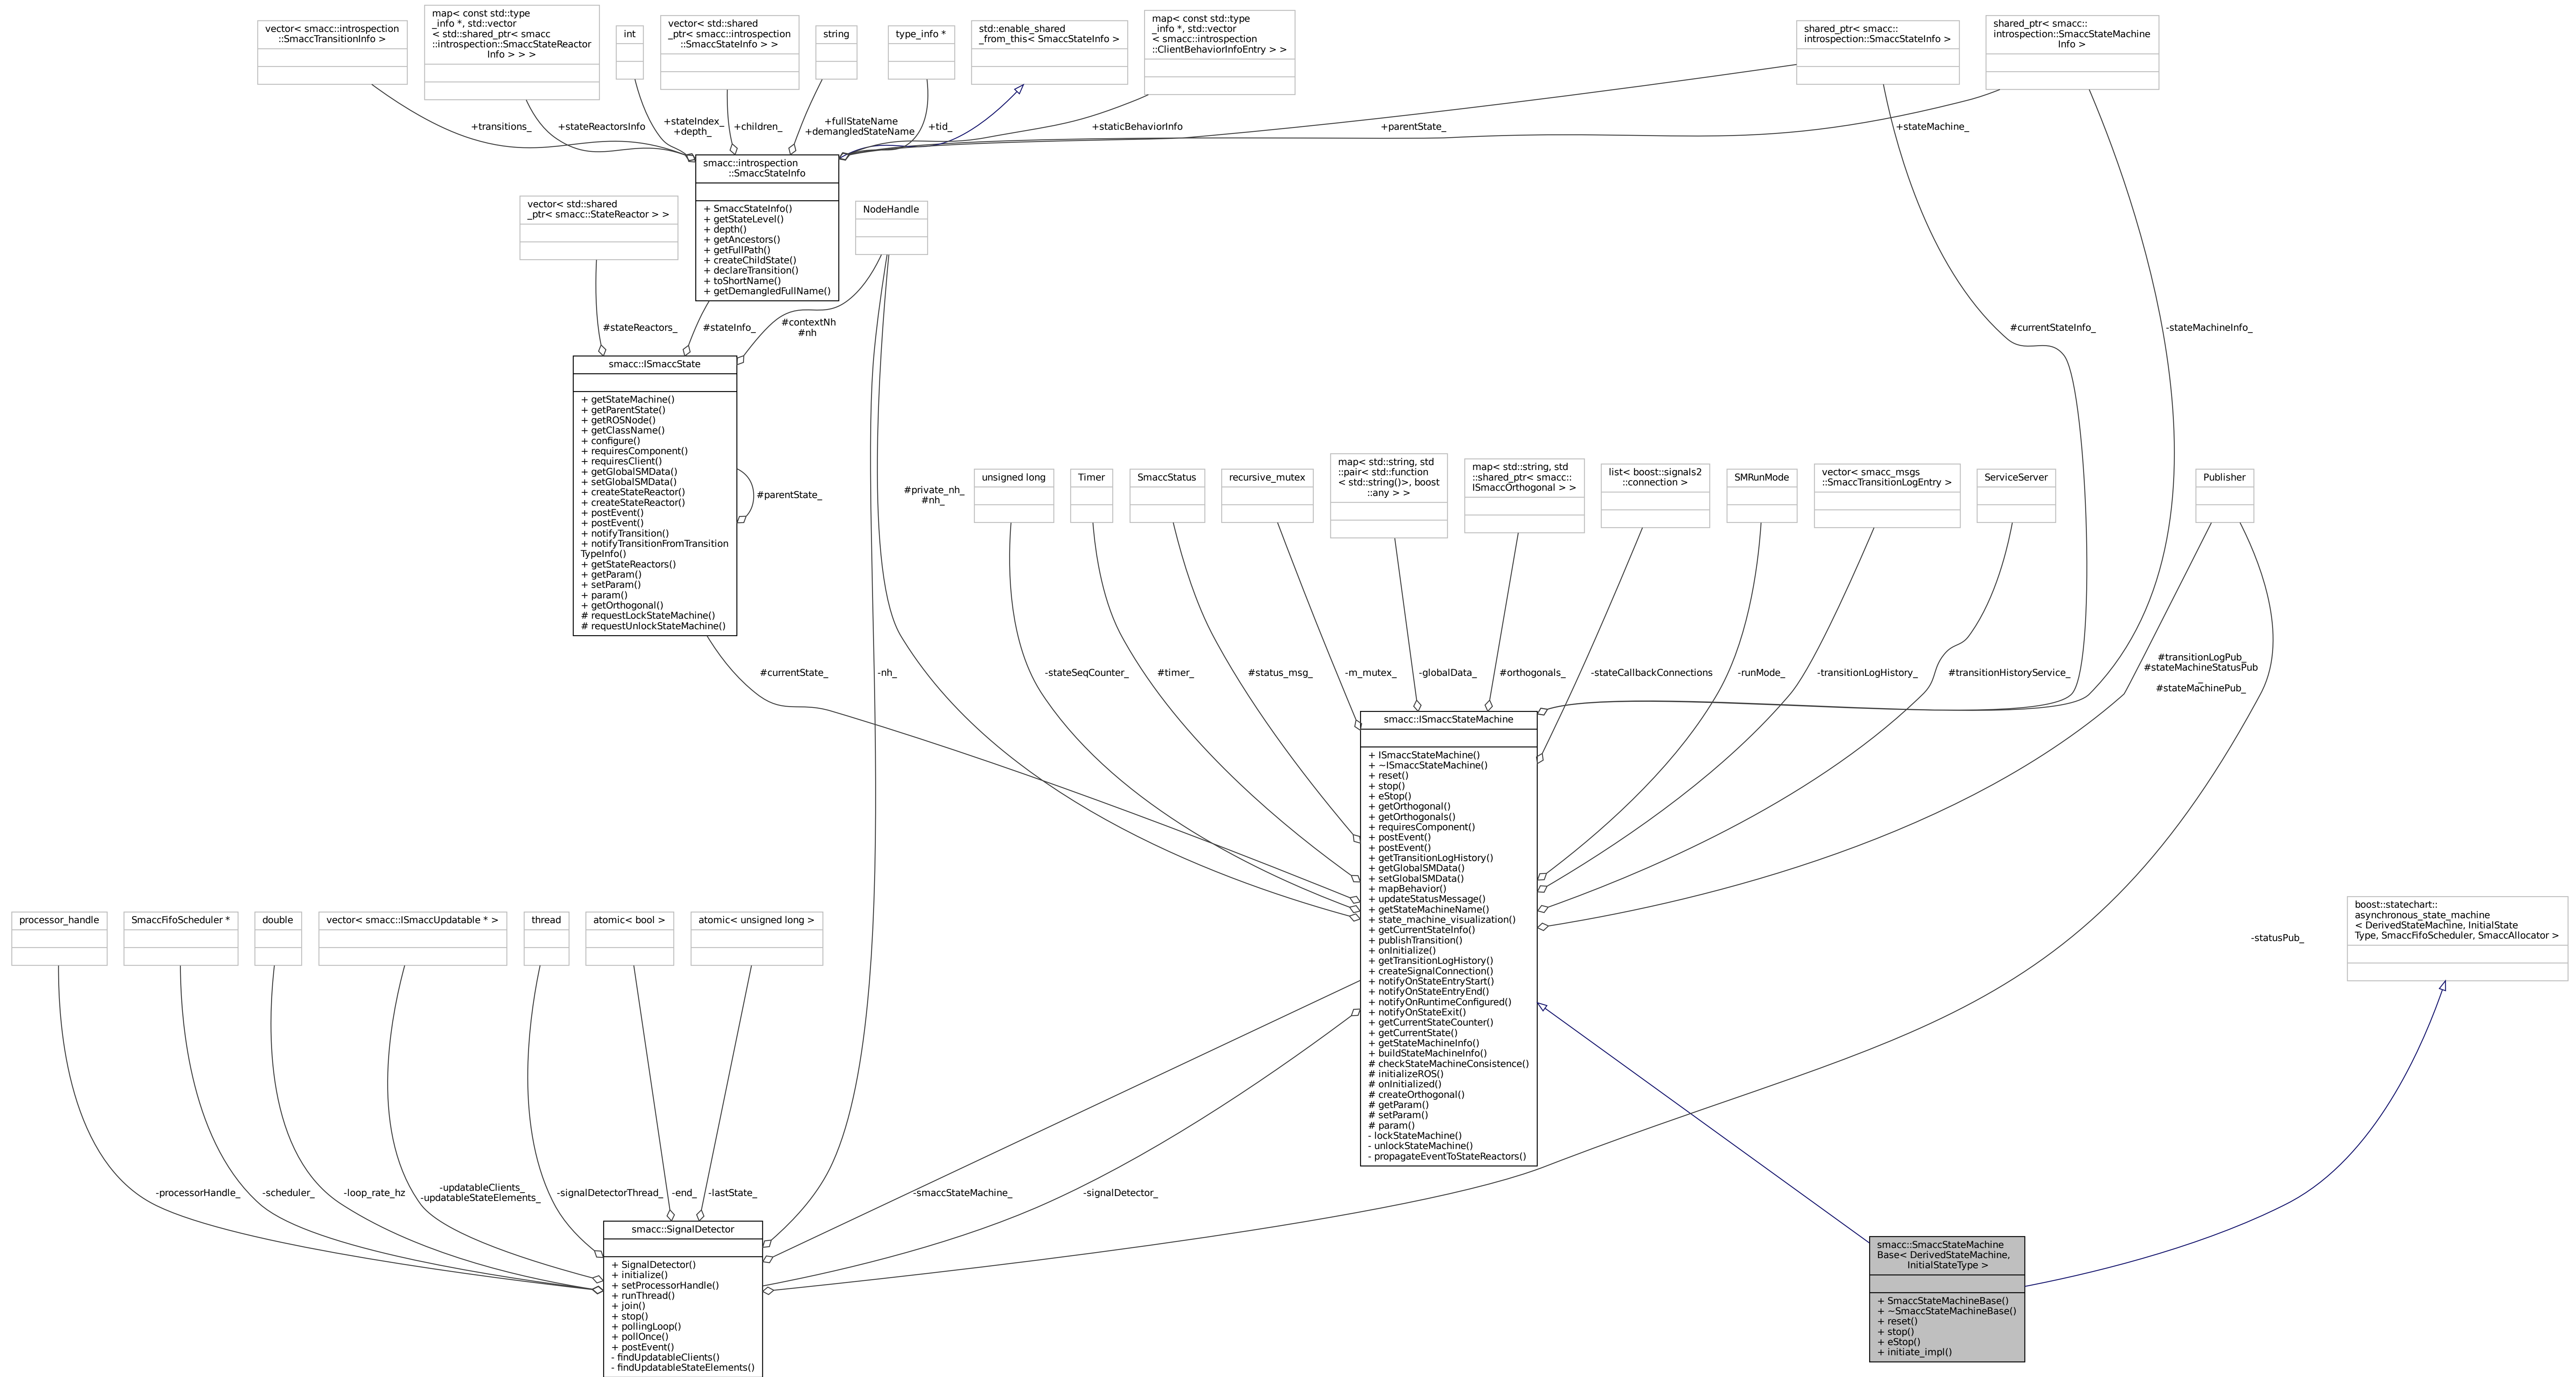 vector< smacc::introspection
::SmaccTransitionInfo >
map< const std::type
_info *, std::vector
< std::shared_ptr< smacc
::introspection::SmaccStateReactor
Info > > >
int
vector< std::shared
_ptr< smacc::introspection
::SmaccStateInfo > >
string
type_info *
std::enable_shared
_from_this< SmaccStateInfo >
map< const std::type
_info *, std::vector
< smacc::introspection
::ClientBehaviorInfoEntry > >
shared_ptr< smacc::
introspection::SmaccStateInfo >
shared_ptr< smacc::
introspection::SmaccStateMachine
Info >
+transitions_
+stateReactorsInfo
+stateIndex_
+depth_
+children_
+fullStateName
+demangledStateName
+tid_
+staticBehaviorInfo
+parentState_
+stateMachine_
smacc::introspection
::SmaccStateInfo
+ SmaccStateInfo()
+ getStateLevel()
+ depth()
+ getAncestors()
+ getFullPath()
+ createChildState()
+ declareTransition()
+ toShortName()
+ getDemangledFullName()
vector< std::shared
_ptr< smacc::StateReactor > >
NodeHandle
#stateReactors_
#stateInfo_
#contextNh
#nh
#currentStateInfo_
-stateMachineInfo_
smacc::ISmaccState
+ getStateMachine()
+ getParentState()
+ getROSNode()
+ getClassName()
+ configure()
+ requiresComponent()
+ requiresClient()
+ getGlobalSMData()
+ setGlobalSMData()
+ createStateReactor()
+ createStateReactor()
+ postEvent()
+ postEvent()
+ notifyTransition()
+ notifyTransitionFromTransition
TypeInfo()
+ getStateReactors()
+ getParam()
+ setParam()
+ param()
+ getOrthogonal()
# requestLockStateMachine()
# requestUnlockStateMachine()
#parentState_
#private_nh_
#nh_
unsigned long
Timer
SmaccStatus
recursive_mutex
map< std::string, std
::pair< std::function
< std::string()>, boost
::any > >
map< std::string, std
::shared_ptr< smacc::
ISmaccOrthogonal > >
list< boost::signals2
::connection >
SMRunMode
vector< smacc_msgs
::SmaccTransitionLogEntry >
ServiceServer
Publisher
#currentState_
-nh_
-stateSeqCounter_
#timer_
#status_msg_
-m_mutex_
-globalData_
#orthogonals_
-stateCallbackConnections
-runMode_
-transitionLogHistory_
#transitionHistoryService_
#transitionLogPub_
#stateMachineStatusPub
_
#stateMachinePub_
smacc::ISmaccStateMachine
+ ISmaccStateMachine()
+ ~ISmaccStateMachine()
+ reset()
+ stop()
+ eStop()
+ getOrthogonal()
+ getOrthogonals()
+ requiresComponent()
+ postEvent()
+ postEvent()
+ getTransitionLogHistory()
+ getGlobalSMData()
+ setGlobalSMData()
+ mapBehavior()
+ updateStatusMessage()
+ getStateMachineName()
+ state_machine_visualization()
+ getCurrentStateInfo()
+ publishTransition()
+ onInitialize()
+ getTransitionLogHistory()
+ createSignalConnection()
+ notifyOnStateEntryStart()
+ notifyOnStateEntryEnd()
+ notifyOnRuntimeConfigured()
+ notifyOnStateExit()
+ getCurrentStateCounter()
+ getCurrentState()
+ getStateMachineInfo()
+ buildStateMachineInfo()
# checkStateMachineConsistence()
# initializeROS()
# onInitialized()
# createOrthogonal()
# getParam()
# setParam()
# param()
- lockStateMachine()
- unlockStateMachine()
- propagateEventToStateReactors()
processor_handle
SmaccFifoScheduler *
double
vector< smacc::ISmaccUpdatable * >
thread
atomic< bool >
atomic< unsigned long >
-statusPub_
boost::statechart::
asynchronous_state_machine
< DerivedStateMachine, InitialState
Type, SmaccFifoScheduler, SmaccAllocator >
-processorHandle_
-scheduler_
-loop_rate_hz
-updatableClients_
-updatableStateElements_
-signalDetectorThread_
-end_
-lastState_
-smaccStateMachine_
-signalDetector_
smacc::SignalDetector
+ SignalDetector()
+ initialize()
+ setProcessorHandle()
+ runThread()
+ join()
+ stop()
+ pollingLoop()
+ pollOnce()
+ postEvent()
- findUpdatableClients()
- findUpdatableStateElements()
smacc::SmaccStateMachine
Base< DerivedStateMachine,
InitialStateType >
+ SmaccStateMachineBase()
+ ~SmaccStateMachineBase()
+ reset()
+ stop()
+ eStop()
+ initiate_impl()